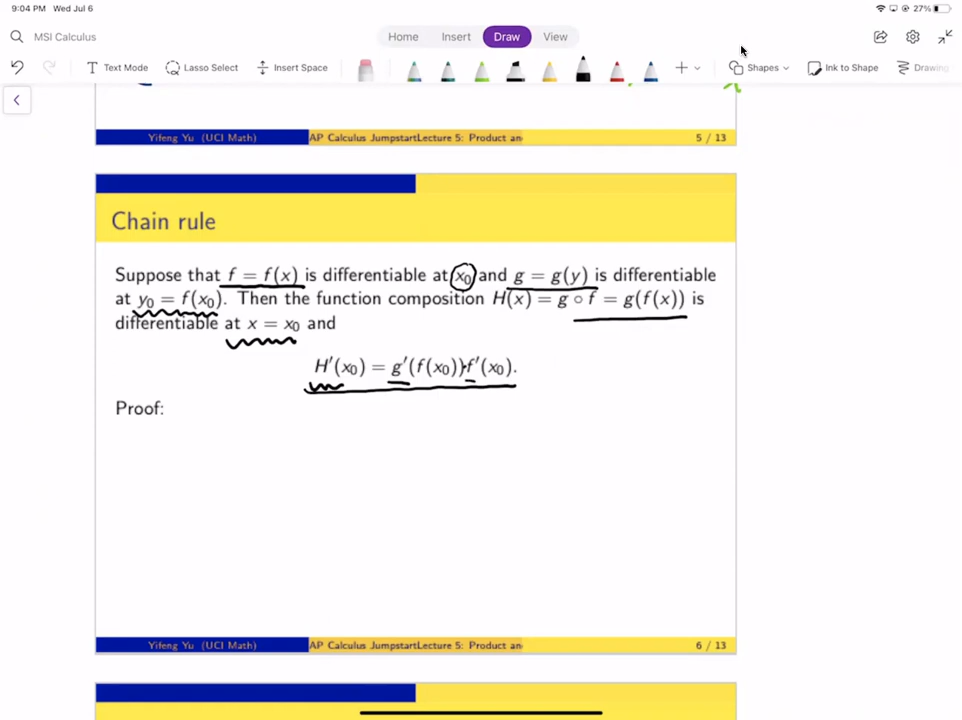 9:04 PM Wed Jul 6
27%
MSI Calculus
Home Insert Draw View
Text Mode Lasso Select Insert Space Shapes Ink to Shape Drawing
Yifeng Yu (UCI Math) AP Calculus JumpstartLecture 5: Product an 5 / 13
Chain rule
Suppose that f = f(x) is differentiable at x₀ and g = g(y) is differentiable
at y₀ = f(x₀). Then the function composition H(x) = g ∘ f = g(f(x)) is
differentiable at x = x₀ and
H′(x₀) = g′(f(x₀))·f′(x₀).
Proof:
Yifeng Yu (UCI Math) AP Calculus JumpstartLecture 5: Product an 6 / 13